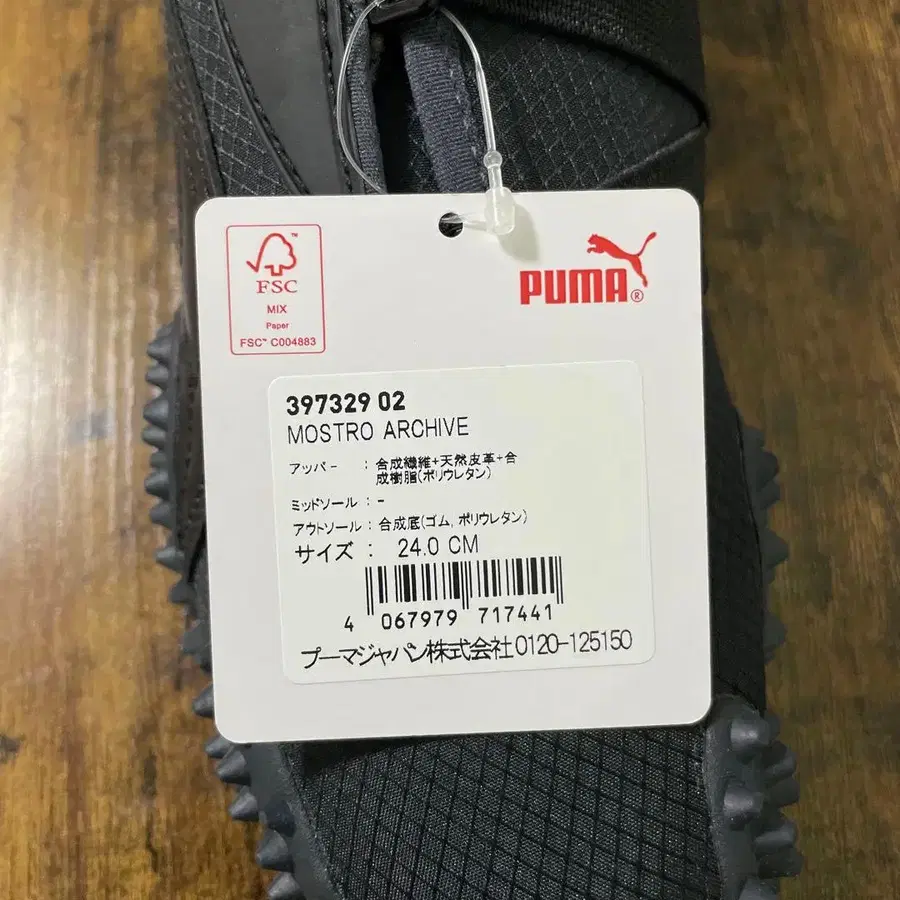 FSC™
MIX
Paper
FSC™ C004883
PUMA®
397329 02
MOSTRO ARCHIVE
アッパー : 合成繊維+天然皮革+合
成樹脂(ポリウレタン)
ミッドソール : -
アウトソール : 合成底(ゴム, ポリウレタン)
サイズ : 24.0 CM
4 067979 717441
プーマジャパン株式会社0120-125150